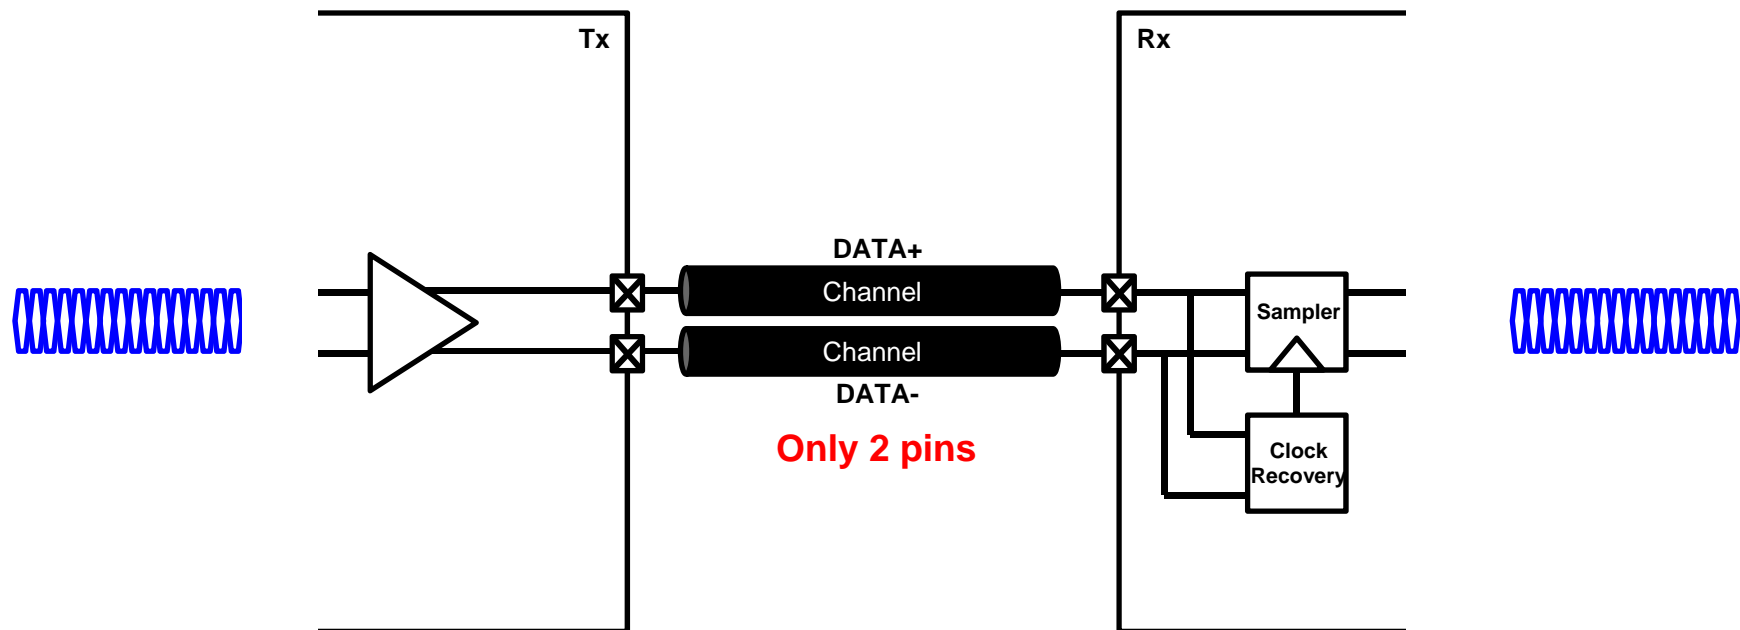 Tx
Rx
DATA+
Channel
Channel
DATA-
Only 2 pins
Sampler
Clock
Recovery